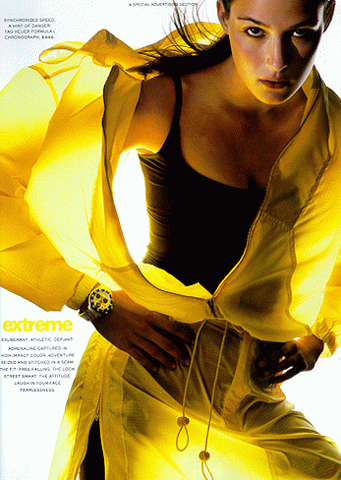 A SPECIAL ADVERTISING SECTION
SYNCHRONIZED SPEED,
A HINT OF DANGER:
TAG HEUER FORMULA 1
CHRONOGRAPH,
extreme
EXUBERANT. ATHLETIC. DEFIANT.
ADRENALINE CAPTURED IN
HIGH IMPACT COLOR. ADVENTURE
SEIZED AND STITCHED IN A SEAM.
THE FIT: FREE FALLING. THE LOOK:
STREET SMART. THE ATTITUDE:
LAUGH-IN-YOUR-FACE
FEARLESSNESS.